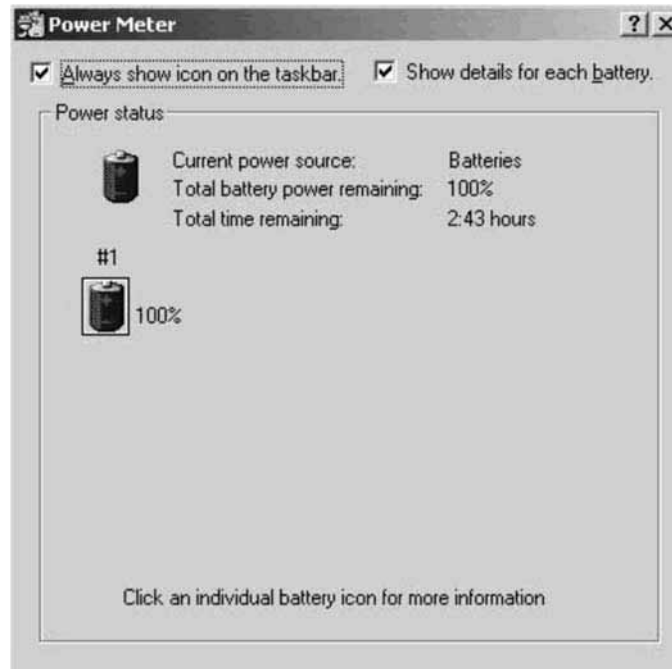 Power Meter
Always show icon on the taskbar. Show details for each battery.
Power status
Current power source: Batteries
Total battery power remaining: 100%
Total time remaining: 2:43 hours
#1
100%
Click an individual battery icon for more information